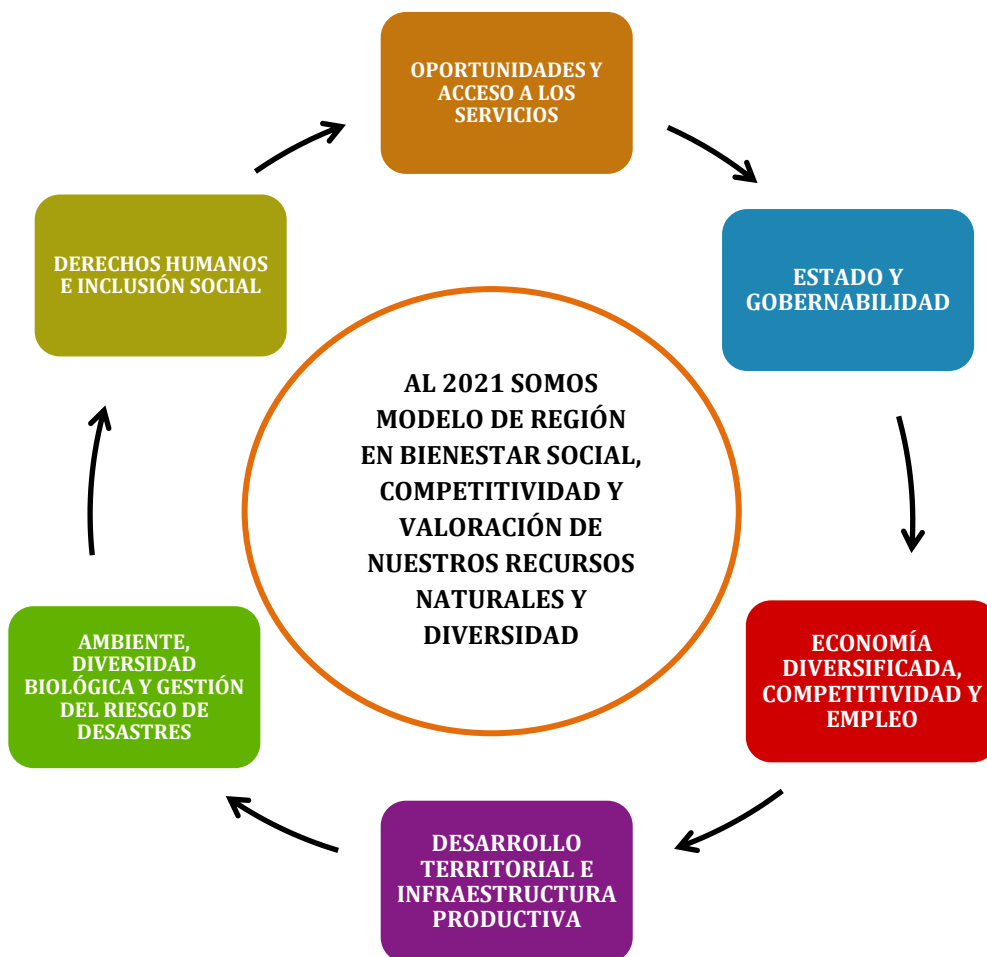 OPORTUNIDADES Y
ACCESO A LOS
SERVICIOS
ESTADO Y
GOBERNABILIDAD
ECONOMÍA
DIVERSIFICADA,
COMPETITIVIDAD Y
EMPLEO
DESARROLLO
TERRITORIAL E
INFRAESTRUCTURA
PRODUCTIVA
AMBIENTE,
DIVERSIDAD
BIOLÓGICA Y GESTIÓN
DEL RIESGO DE
DESASTRES
DERECHOS HUMANOS
E INCLUSIÓN SOCIAL
AL 2021 SOMOS
MODELO DE REGIÓN
EN BIENESTAR SOCIAL,
COMPETITIVIDAD Y
VALORACIÓN DE
NUESTROS RECURSOS
NATURALES Y
DIVERSIDAD